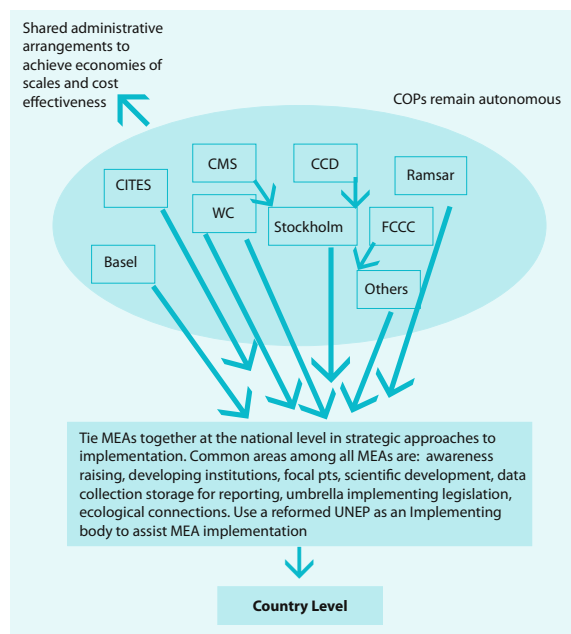 Shared administrative
arrangements to
achieve economies of
scales and cost
effectiveness
COPs remain autonomous
CMS
CCD
Ramsar
CITES
WC
Stockholm
FCCC
Basel
Others
Tie MEAs together at the national level in strategic approaches to
implementation. Common areas among all MEAs are: awareness
raising, developing institutions, focal pts, scientific development, data
collection storage for reporting, umbrella implementing legislation,
ecological connections. Use a reformed UNEP as an Implementing
body to assist MEA implementation
Country Level